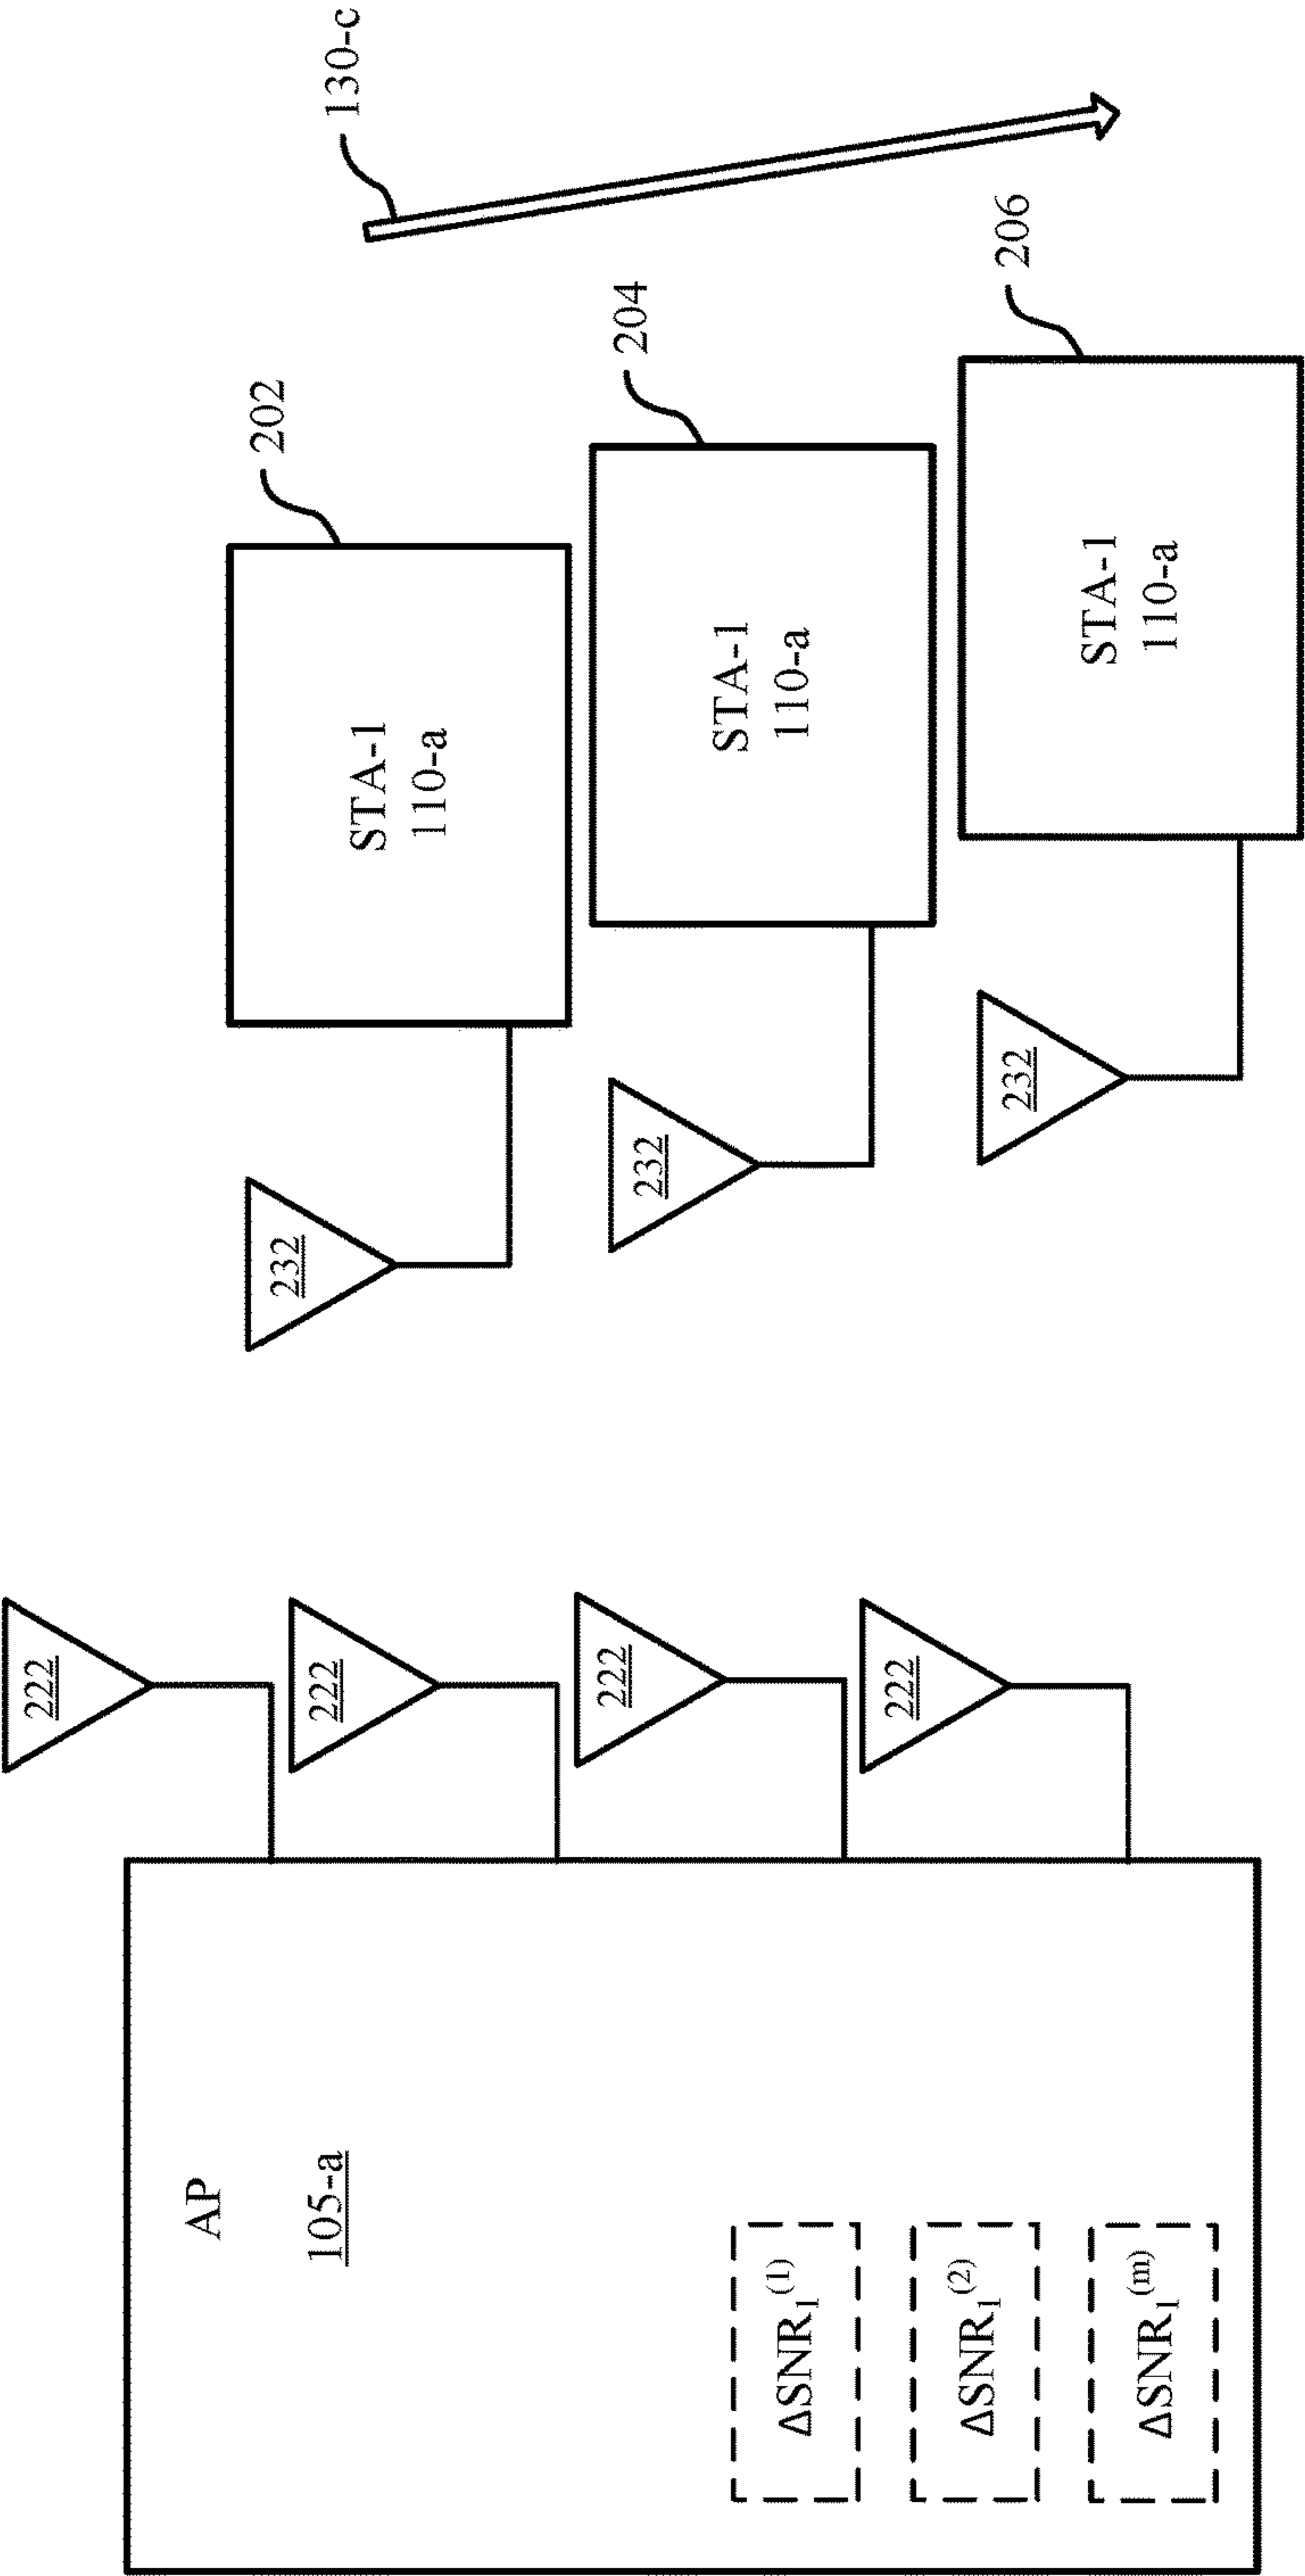 AP
105-a
ΔSNR₁⁽¹⁾
ΔSNR₁⁽²⁾
ΔSNR₁⁽ᵐ⁾
222
222
222
222
232
STA-1
110-a
202
232
STA-1
110-a
204
232
STA-1
110-a
206
130-c